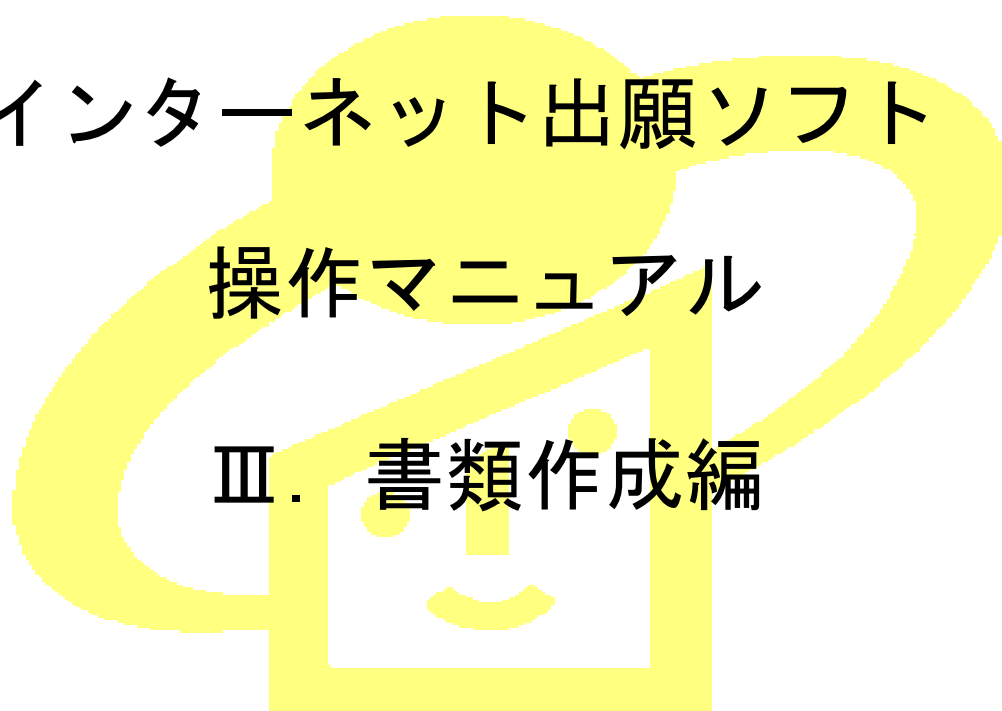 インターネット出願ソフト
操作マニュアル
Ⅲ．書類作成編